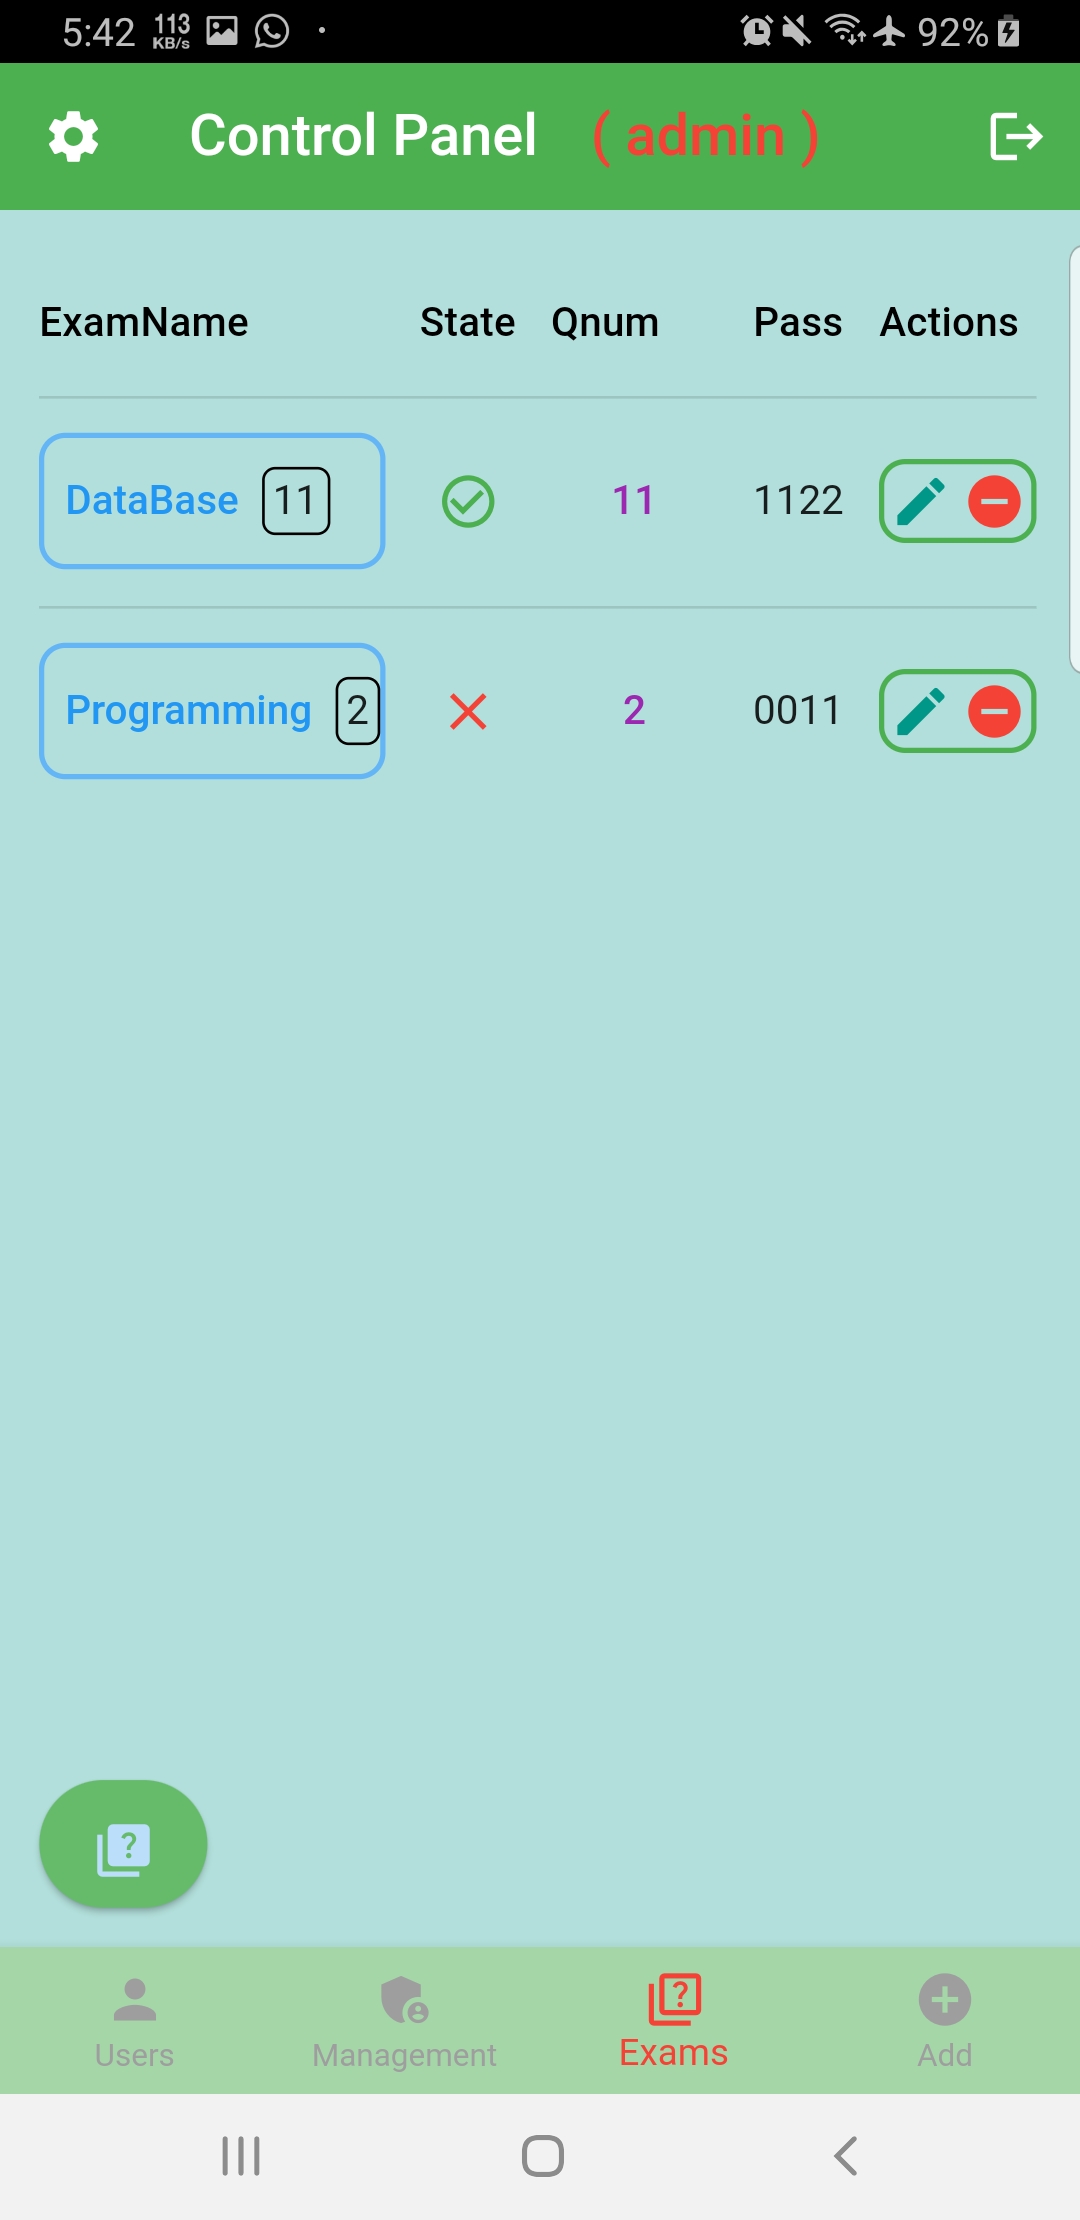 5:42 113 KB/s 92%
Control Panel ( admin )
ExamName State Qnum Pass Actions
DataBase 11 11 1122
Programming 2 2 0011
?
Users Management ? Exams Add